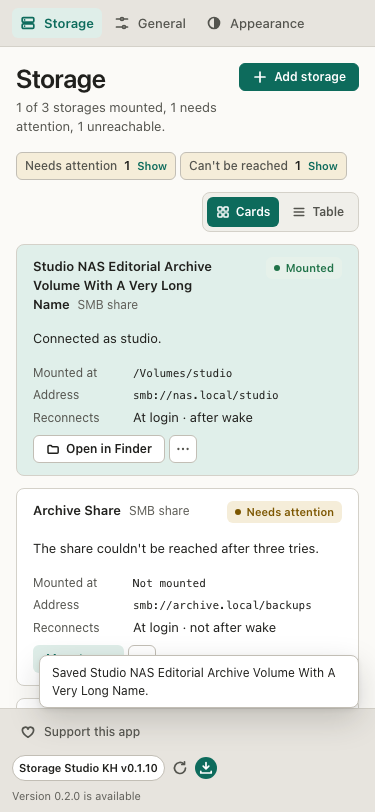 Storage
General
Appearance
Storage
Add storage
1 of 3 storages mounted, 1 needs
attention, 1 unreachable.
Needs attention 1 Show
Can't be reached 1 Show
Cards
Table
Studio NAS Editorial Archive
Volume With A Very Long
Name SMB share
Mounted
Connected as studio.
Mounted at /Volumes/studio
Address smb://nas.local/studio
Reconnects At login · after wake
Open in Finder
Archive Share SMB share
Needs attention
The share couldn't be reached after three tries.
Mounted at Not mounted
Address smb://archive.local/backups
Reconnects At login · not after wake
Saved Studio NAS Editorial Archive Volume With A
Very Long Name.
Support this app
Storage Studio KH v0.1.10
Version 0.2.0 is available